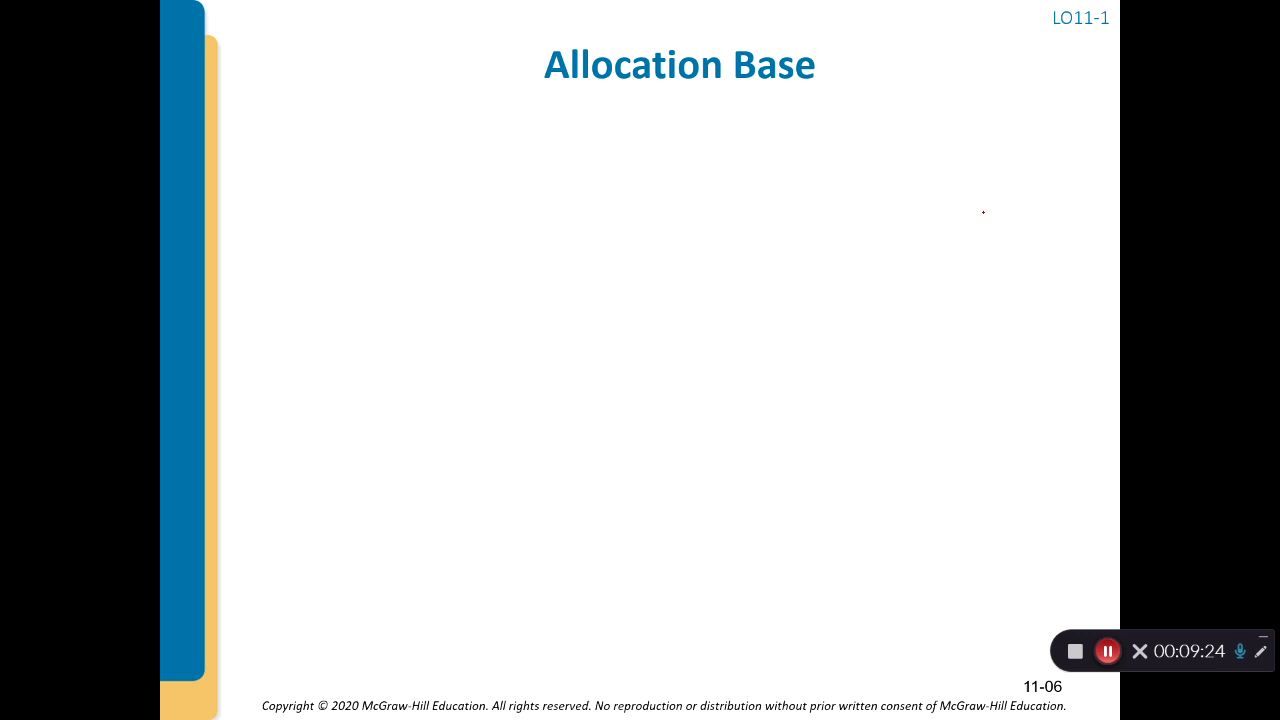 LO11-1
Allocation Base
00:09:24
11-06
Copyright © 2020 McGraw-Hill Education. All rights reserved. No reproduction or distribution without prior written consent of McGraw-Hill Education.